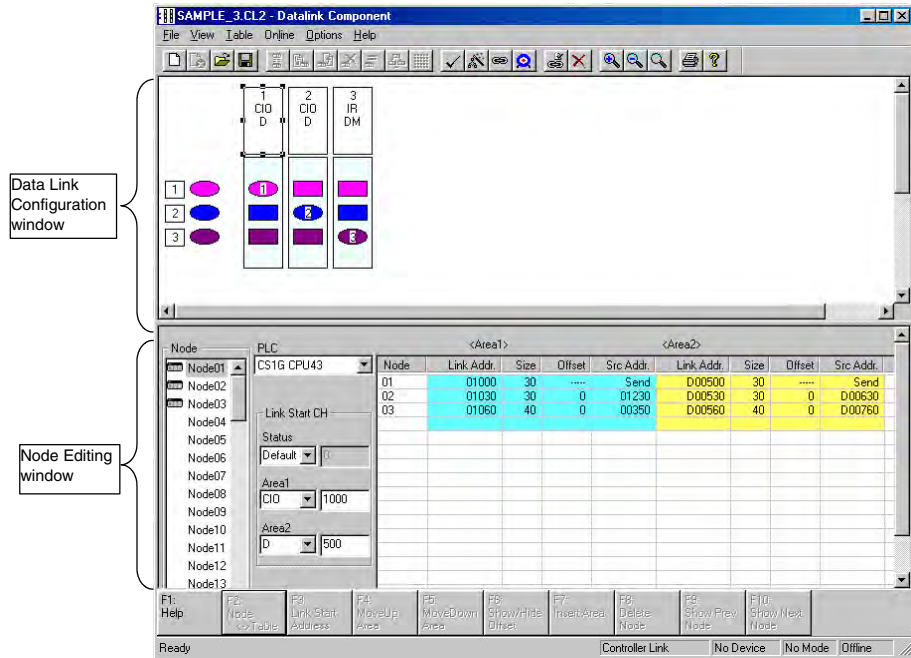 SAMPLE_3.CL2 - Datalink Component
File View Table Online Options Help
1 CIO D
2 CIO D
3 IR DM
Data Link Configuration window
1 1
2 2
3 3
Node Editing window
Node
Node01
Node02
Node03
Node04
Node05
Node06
Node07
Node08
Node09
Node10
Node11
Node12
Node13
PLC
CS1G CPU43
Link Start CH
Status
Default 0
Area1
CIO 1000
Area2
D 500
<Area1> <Area2>
Node Link Addr. Size Offset Src Addr. Link Addr. Size Offset Src Addr.
01 01000 30 ----- Send D00500 30 ----- Send
02 01030 30 0 01230 D00530 30 0 D00630
03 01060 40 0 00350 D00560 40 0 D00760
F1: Help
F2: Node <->Table
F3: Link Start Address
F4: MoveUp Area
F5: MoveDown Area
F6: Show/Hide Offset
F7: Insert Area
F8: Delete Node
F9: Show Prev Node
F10: Show Next Node
Ready Controller Link No Device No Mode Offline